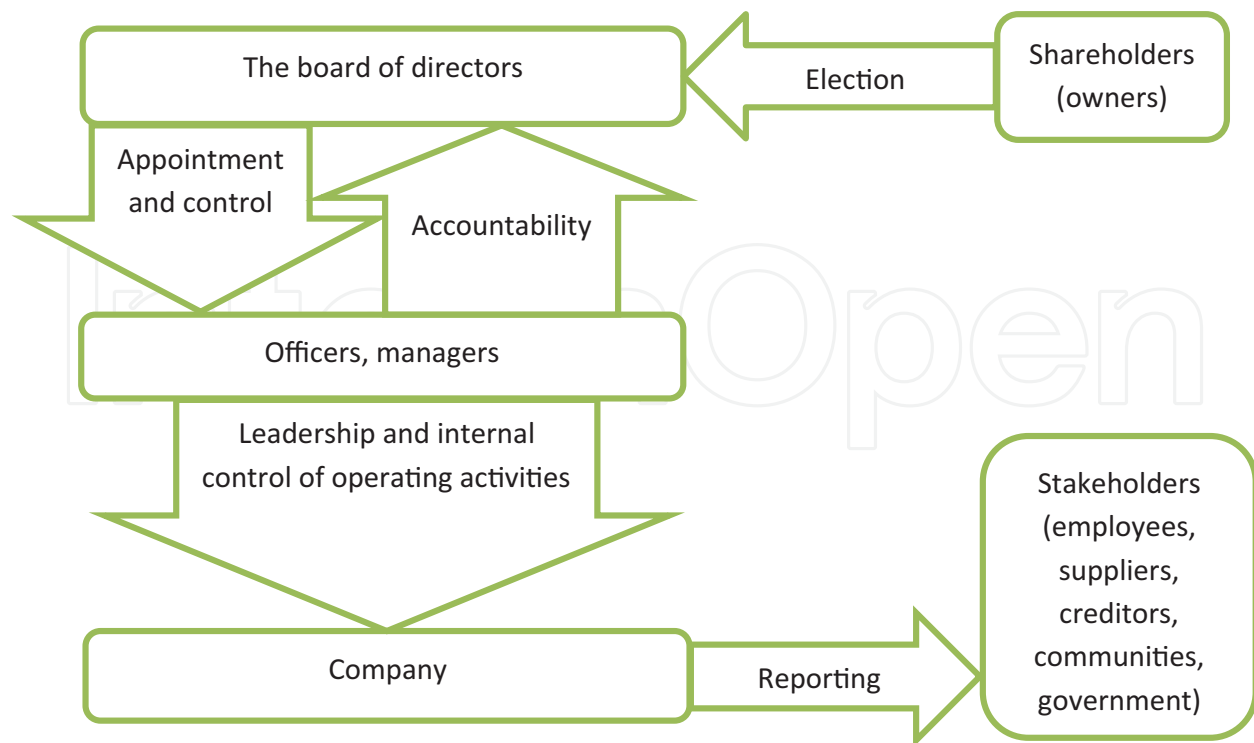 The board of directors
Election
Shareholders
(owners)
Appointment
and control
Accountability
Officers, managers
Leadership and internal
control of operating activities
Company
Reporting
Stakeholders
(employees,
suppliers,
creditors,
communities,
government)